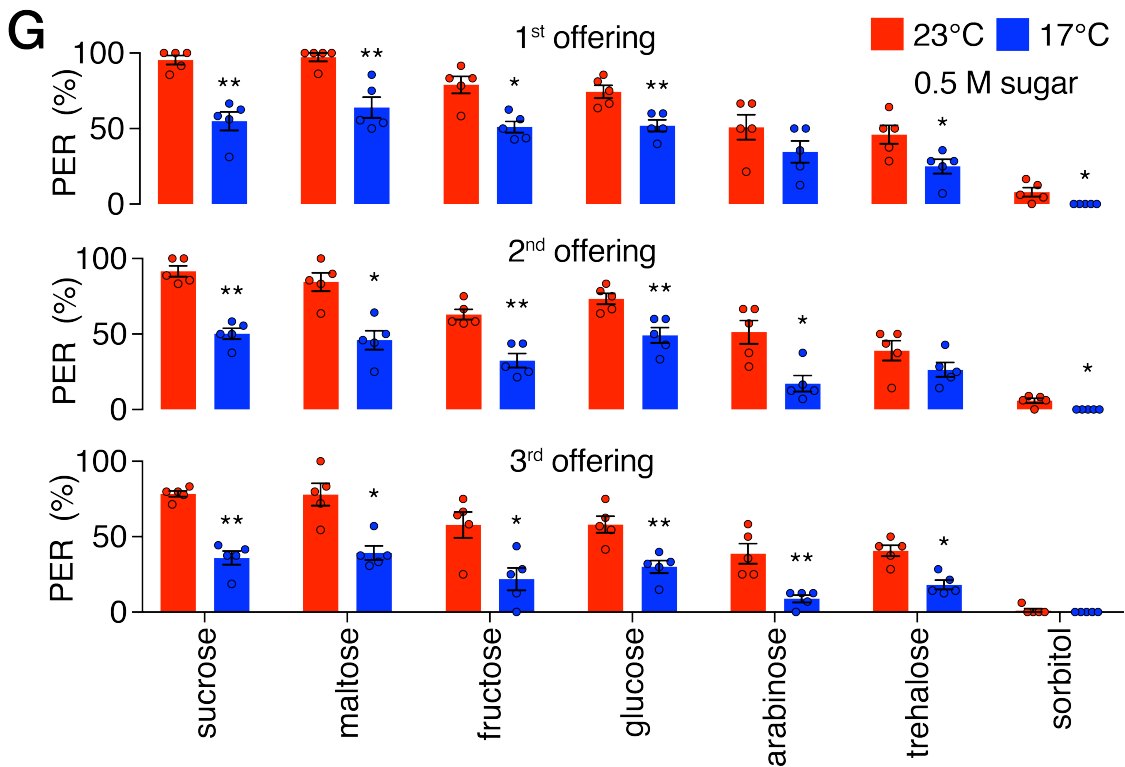 G
1st offering
23°C 17°C
0.5 M sugar
PER (%)
100
50
0
** ** * ** * *
2nd offering
PER (%)
100
50
0
** * ** ** * *
3rd offering
PER (%)
100
50
0
** * * ** ** *
sucrose
maltose
fructose
glucose
arabinose
trehalose
sorbitol